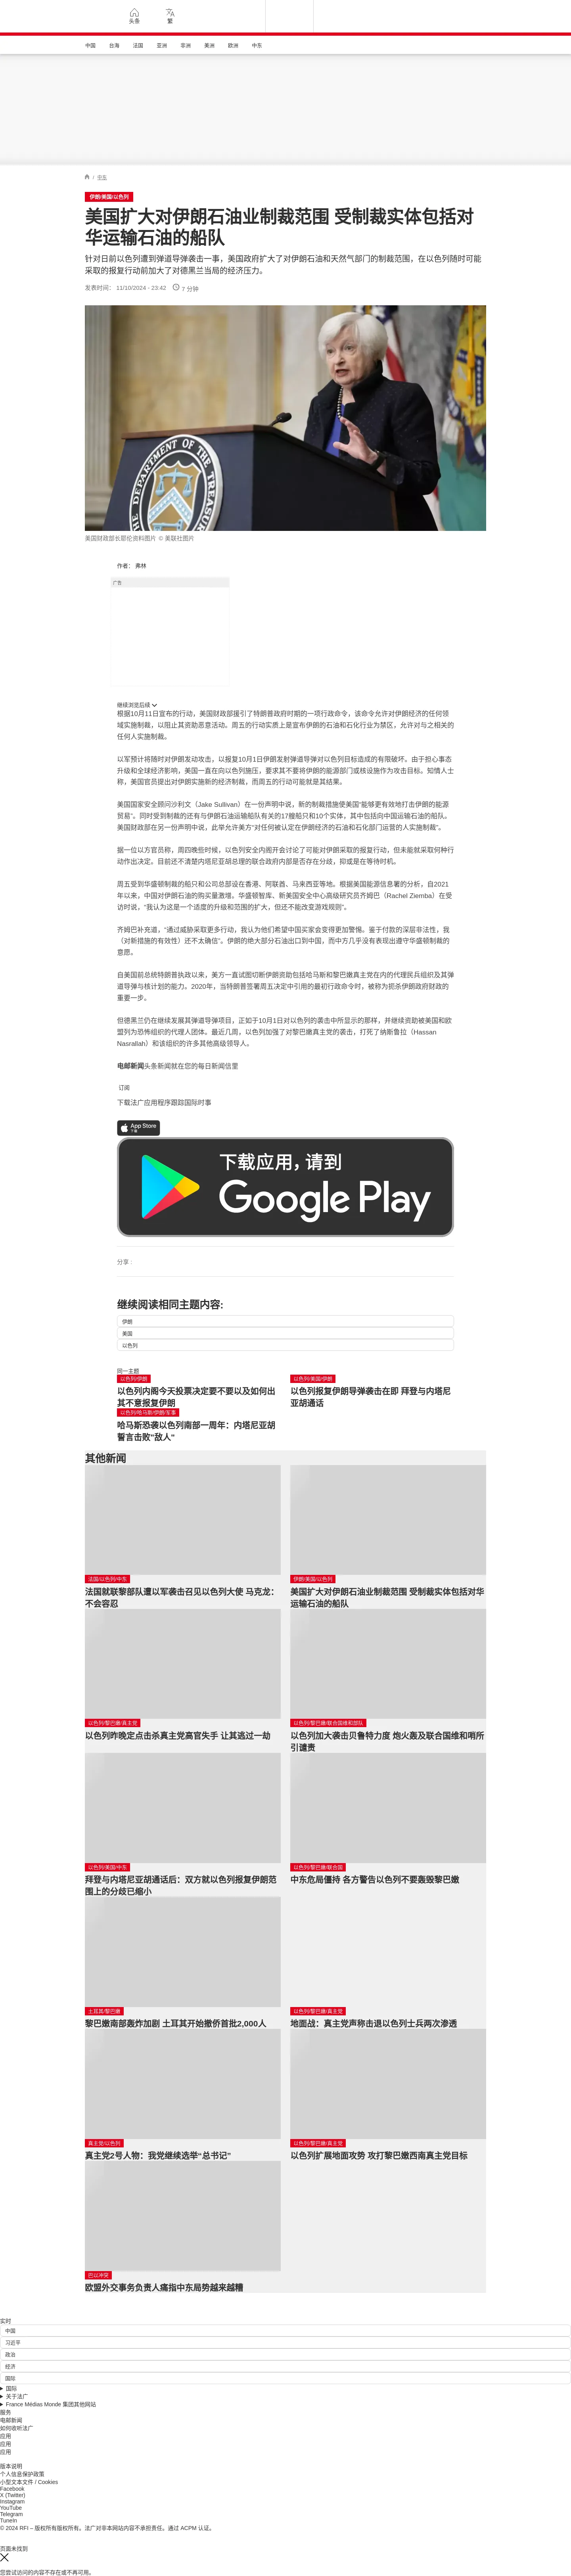 头条
繁
中国
台海
法国
亚洲
非洲
美洲
欧洲
中东
/ 中东
伊朗/美国/以色列
美国扩大对伊朗石油业制裁范围 受制裁实体包括对
华运输石油的船队
针对日前以色列遭到弹道导弹袭击一事，美国政府扩大了对伊朗石油和天然气部门的制裁范围，在以色列随时可能
采取的报复行动前加大了对德黑兰当局的经济压力。
发表时间： 11/10/2024 - 23:42 7 分钟
THE DEPARTMENT OF THE TREASURY
1789
美国财政部长耶伦资料图片 © 美联社图片
作者： 弗林
广告
继续浏览后续
根据10月11日宣布的行动，美国财政部援引了特朗普政府时期的一项行政命令，该命令允许对伊朗经济的任何领
域实施制裁，以阻止其资助恶意活动。周五的行动实质上是宣布伊朗的石油和石化行业为禁区，允许对与之相关的
任何人实施制裁。
以军预计将随时对伊朗发动攻击，以报复10月1日伊朗发射弹道导弹对以色列目标造成的有限破坏。由于担心事态
升级和全球经济影响，美国一直在向以色列施压，要求其不要将伊朗的能源部门或核设施作为攻击目标。知情人士
称，美国官员提出对伊朗实施新的经济制裁，而周五的行动可能就是其结果。
美国国家安全顾问沙利文（Jake Sullivan）在一份声明中说，新的制裁措施使美国“能够更有效地打击伊朗的能源
贸易”。同时受到制裁的还有与伊朗石油运输船队有关的17艘船只和10个实体，其中包括向中国运输石油的船队。
美国财政部在另一份声明中说，此举允许美方“对任何被认定在伊朗经济的石油和石化部门运营的人实施制裁”。
据一位以方官员称，周四晚些时候，以色列安全内阁开会讨论了可能对伊朗采取的报复行动，但未能就采取何种行
动作出决定。目前还不清楚内塔尼亚胡总理的联合政府内部是否存在分歧，抑或是在等待时机。
周五受到华盛顿制裁的船只和公司总部设在香港、阿联酋、马来西亚等地。根据美国能源信息署的分析，自2021
年以来，中国对伊朗石油的购买量激增。华盛顿智库、新美国安全中心高级研究员齐姆巴（Rachel Ziemba）在受
访时说，“我认为这是一个适度的升级和范围的扩大，但还不能改变游戏规则”。
齐姆巴补充道，“通过威胁采取更多行动，我认为他们希望中国买家会变得更加警惕。鉴于付款的深层非法性，我
（对新措施的有效性）还不太确信”。伊朗的绝大部分石油出口到中国，而中方几乎没有表现出遵守华盛顿制裁的
意愿。
自美国前总统特朗普执政以来，美方一直试图切断伊朗资助包括哈马斯和黎巴嫩真主党在内的代理民兵组织及其弹
道导弹与核计划的能力。2020年，当特朗普签署周五决定中引用的最初行政命令时，被称为扼杀伊朗政府财政的
重要一步。
但德黑兰仍在继续发展其弹道导弹项目，正如于10月1日对以色列的袭击中所显示的那样，并继续资助被美国和欧
盟列为恐怖组织的代理人团体。最近几周，以色列加强了对黎巴嫩真主党的袭击，打死了纳斯鲁拉（Hassan
Nasrallah）和该组织的许多其他高级领导人。
电邮新闻头条新闻就在您的每日新闻信里
订阅
下载法广应用程序跟踪国际时事
App Store
下载
下载应用，请到
Google Play
分享 :
继续阅读相同主题内容:
伊朗
美国
以色列
同一主题
以色列/伊朗
以色列内阁今天投票决定要不要以及如何出
其不意报复伊朗
以色列/美国/伊朗
以色列报复伊朗导弹袭击在即 拜登与内塔尼
亚胡通话
以色列/哈马斯/伊朗/军事
哈马斯恐袭以色列南部一周年：内塔尼亚胡
誓言击败"敌人"
其他新闻
法国/以色列/中东
法国就联黎部队遭以军袭击召见以色列大使 马克龙：
不会容忍
伊朗/美国/以色列
美国扩大对伊朗石油业制裁范围 受制裁实体包括对华
运输石油的船队
以色列/黎巴嫩/真主党
以色列昨晚定点击杀真主党高官失手 让其逃过一劫
以色列/黎巴嫩/联合国维和部队
以色列加大袭击贝鲁特力度 炮火轰及联合国维和哨所
引谴责
以色列/美国/中东
拜登与内塔尼亚胡通话后：双方就以色列报复伊朗范
围上的分歧已缩小
以色列/黎巴嫩/联合国
中东危局僵持 各方警告以色列不要轰毁黎巴嫩
土耳其/黎巴嫩
黎巴嫩南部轰炸加剧 土耳其开始撤侨首批2,000人
以色列/黎巴嫩/真主党
地面战：真主党声称击退以色列士兵两次渗透
真主党/以色列
真主党2号人物：我党继续选举“总书记”
以色列/黎巴嫩/真主党
以色列扩展地面攻势 攻打黎巴嫩西南真主党目标
巴以冲突
欧盟外交事务负责人痛指中东局势越来越糟
实时
中国
习近平
政治
经济
国际
国际
关于法广
France Médias Monde 集团其他网站
服务
电邮新闻
如何收听法广
应用
应用
应用
版本说明
个人信息保护政策
小型文本文件 / Cookies
Facebook
X (Twitter)
Instagram
YouTube
Telegram
TuneIn
© 2024 RFI – 版权所有版权所有。法广对非本网站内容不承担责任。通过 ACPM 认证。
页面未找到
您尝试访问的内容不存在或不再可用。